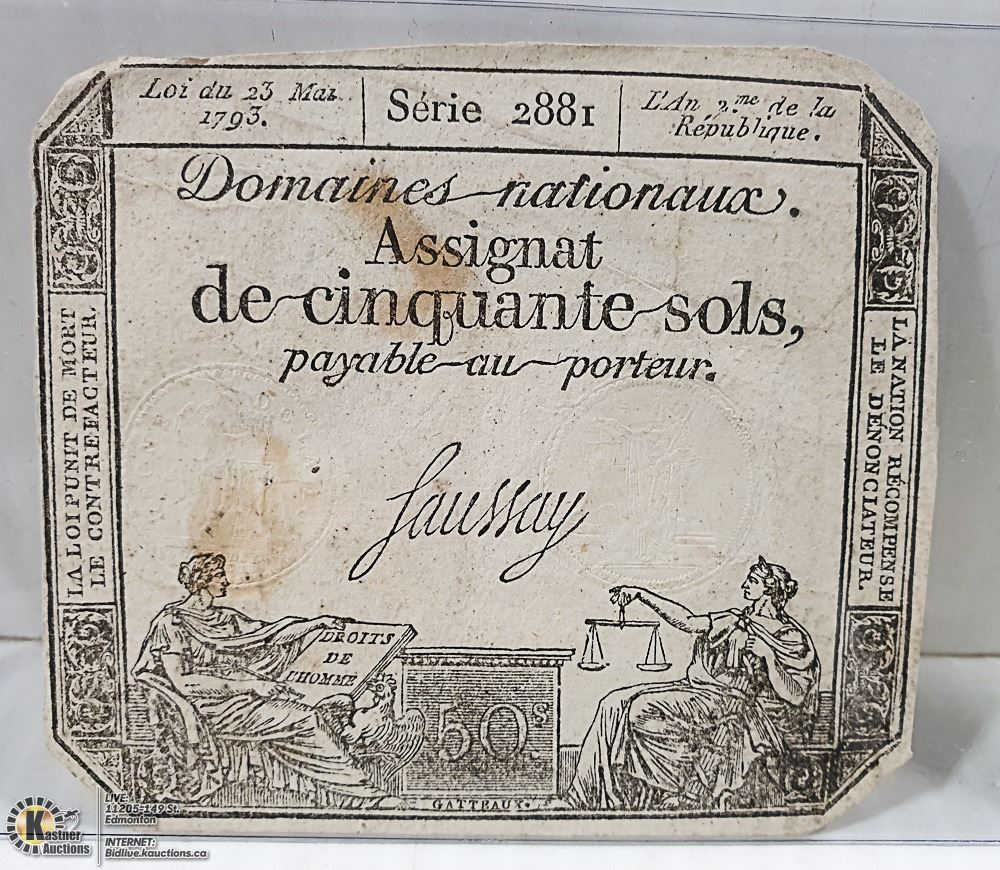 Loi du 23 Mai
1793.
Série 2881
L'An 2.me de la
République.
Domaines nationaux.
Assignat
de cinquante sols,
payable au porteur.
LA LOI PUNIT DE MORT
LE CONTREFACTEUR.
LA NATION RÉCOMPENSE
LE DENONCIATEUR.
Saussay
DROITS
DE
L'HOMME
50s
GATTEAUX.
Kastner
Auctions
LIVE:
11205-149 St.
Edmonton
INTERNET:
Bidlive.kauctions.ca